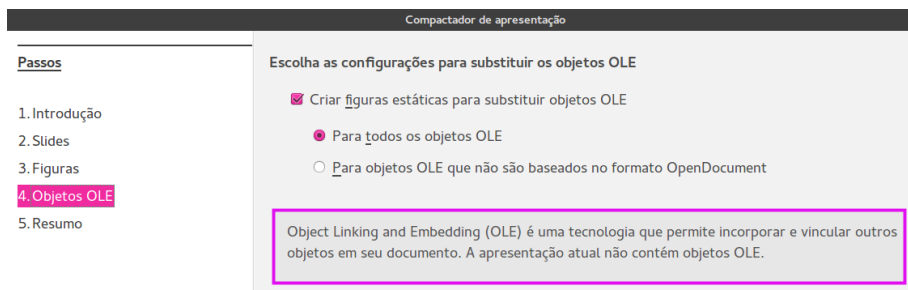 Compactador de apresentação
Passos
1. Introdução
2. Slides
3. Figuras
4. Objetos OLE
5. Resumo
Escolha as configurações para substituir os objetos OLE
Criar figuras estáticas para substituir objetos OLE
Para todos os objetos OLE
Para objetos OLE que não são baseados no formato OpenDocument
Object Linking and Embedding (OLE) é uma tecnologia que permite incorporar e vincular outros
objetos em seu documento. A apresentação atual não contém objetos OLE.